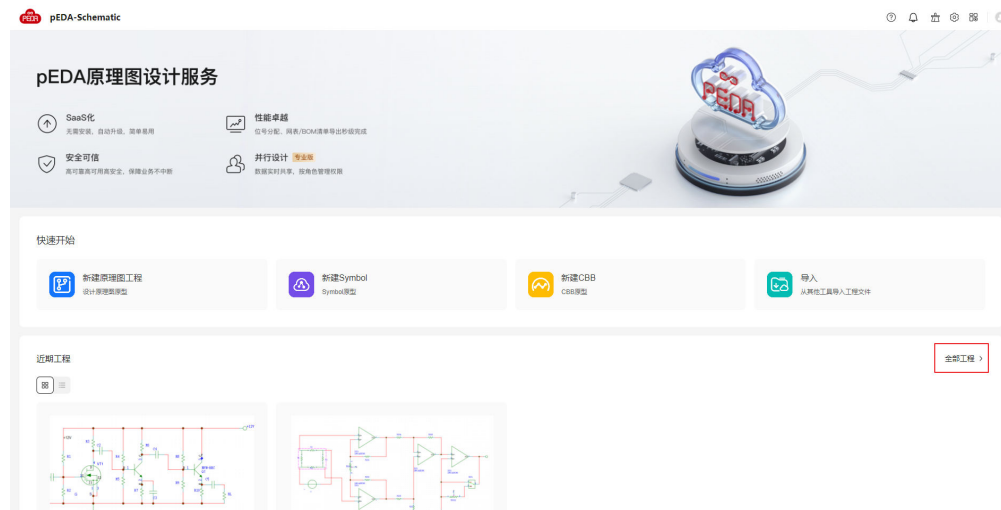 PEDA pEDA-Schematic
pEDA原理图设计服务
SaaS化
无需安装，自动升级，简单易用
性能卓越
位号分配、网表/BOM清单导出秒级完成
安全可信
高可靠高可用高安全，保障业务不中断
并行设计 专业版
数据实时共享，按角色管理权限
PEDA
快速开始
新建原理图工程
设计原理图原型
新建Symbol
Symbol原型
新建CBB
CBB原型
导入
从其他工具导入工程文件
近期工程
全部工程 >